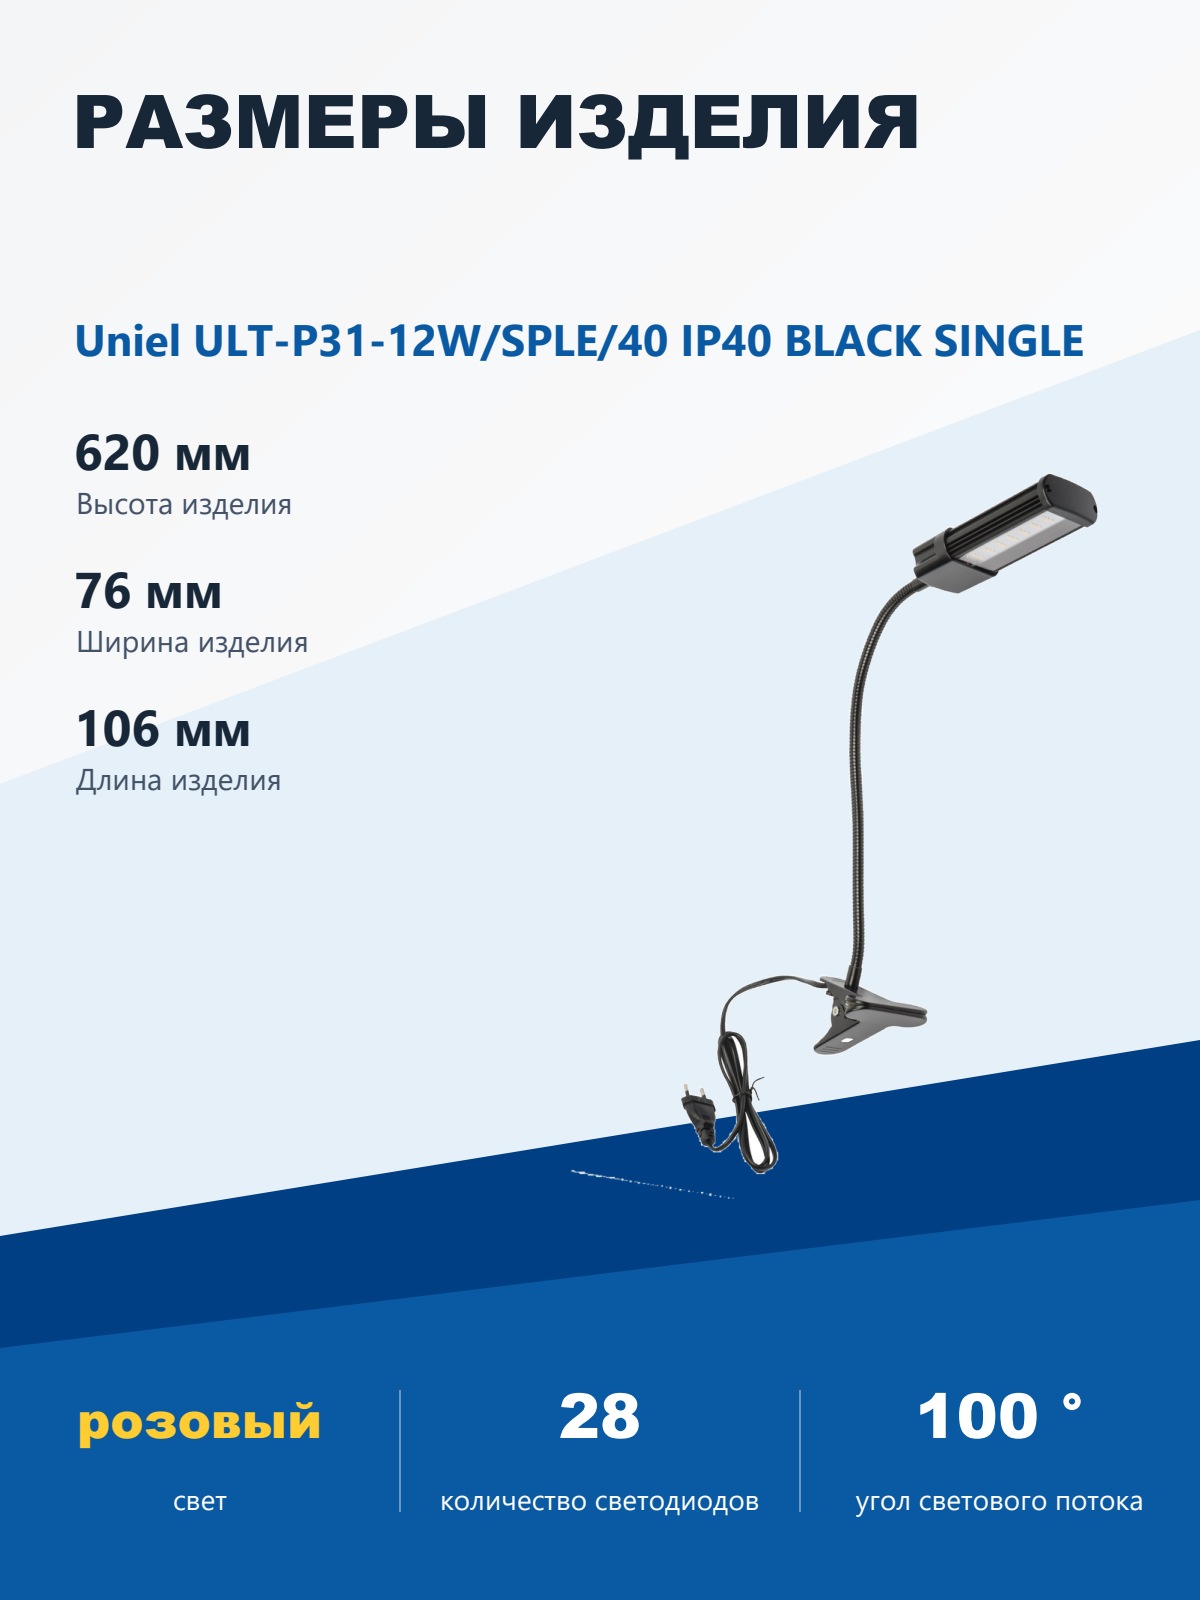 РАЗМЕРЫ ИЗДЕЛИЯ
Uniel ULT-P31-12W/SPLE/40 IP40 BLACK SINGLE
620 мм
Высота изделия
76 мм
Ширина изделия
106 мм
Длина изделия
розовый
свет
28
количество светодиодов
100 °
угол светового потока